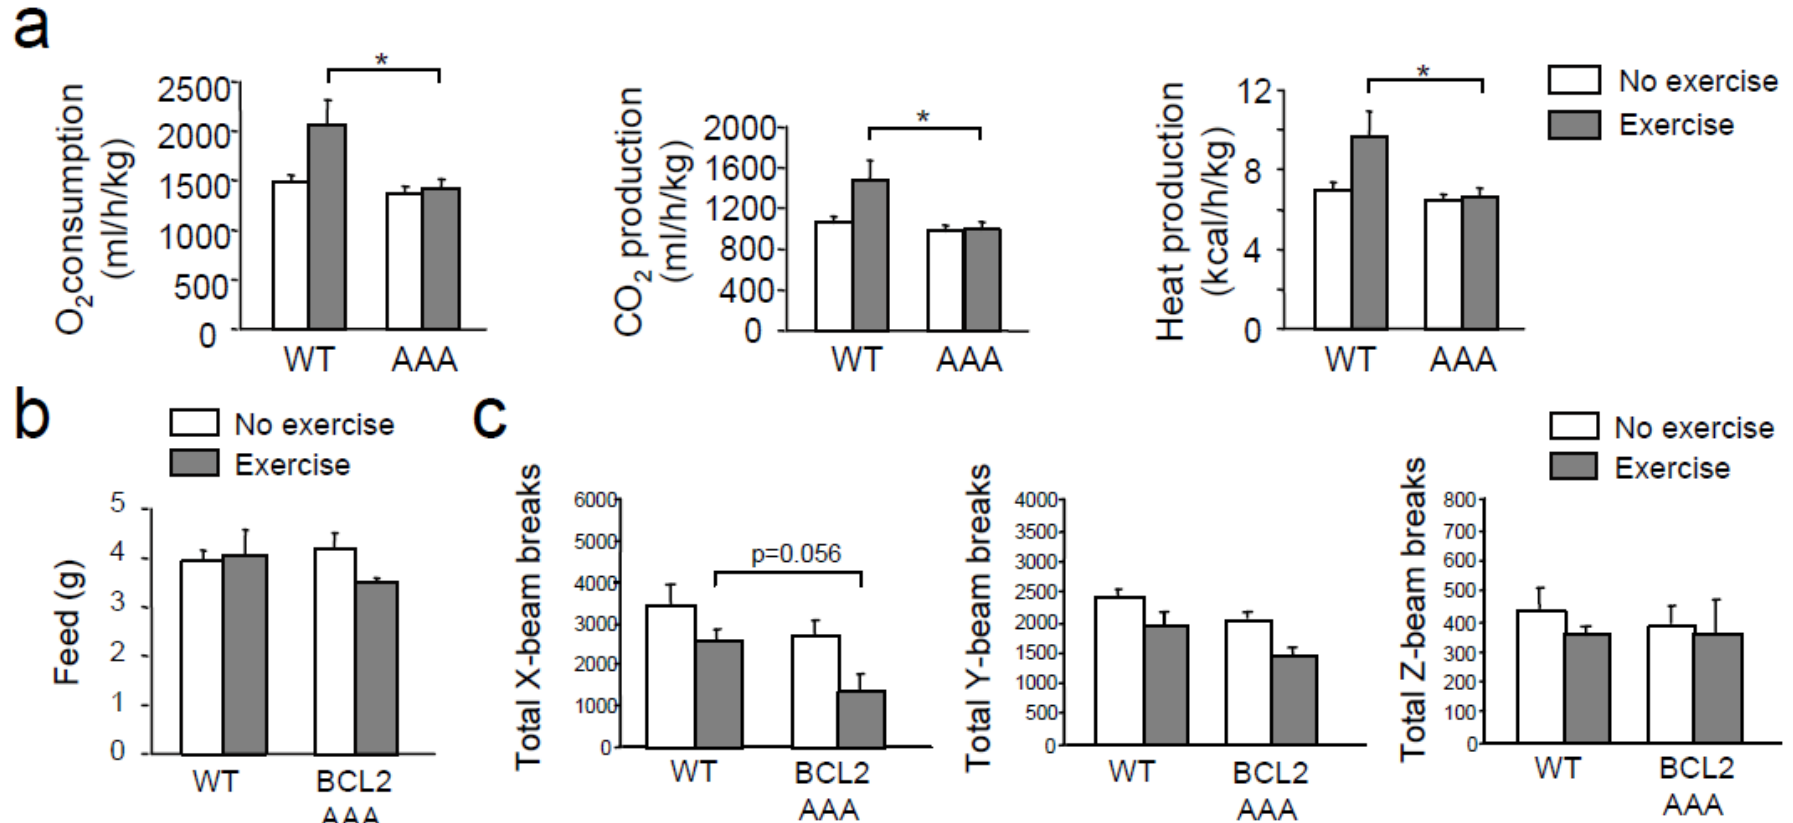 a
O2consumption
(ml/h/kg)
2500
2000
1500
1000
500
0
*
WT AAA
CO2 production
(ml/h/kg)
2000
1600
1200
800
400
0
*
WT AAA
Heat production
(kcal/h/kg)
12
8
4
0
*
WT AAA
No exercise
Exercise
b
No exercise
Exercise
Feed (g)
5
4
3
2
1
0
WT BCL2
AAA
c
Total X-beam breaks
6000
5000
4000
3000
2000
1000
0
p=0.056
WT BCL2
AAA
Total Y-beam breaks
4000
3500
3000
2500
2000
1500
1000
500
0
WT BCL2
AAA
No exercise
Exercise
Total Z-beam breaks
800
700
600
500
400
300
200
100
0
WT BCL2
AAA